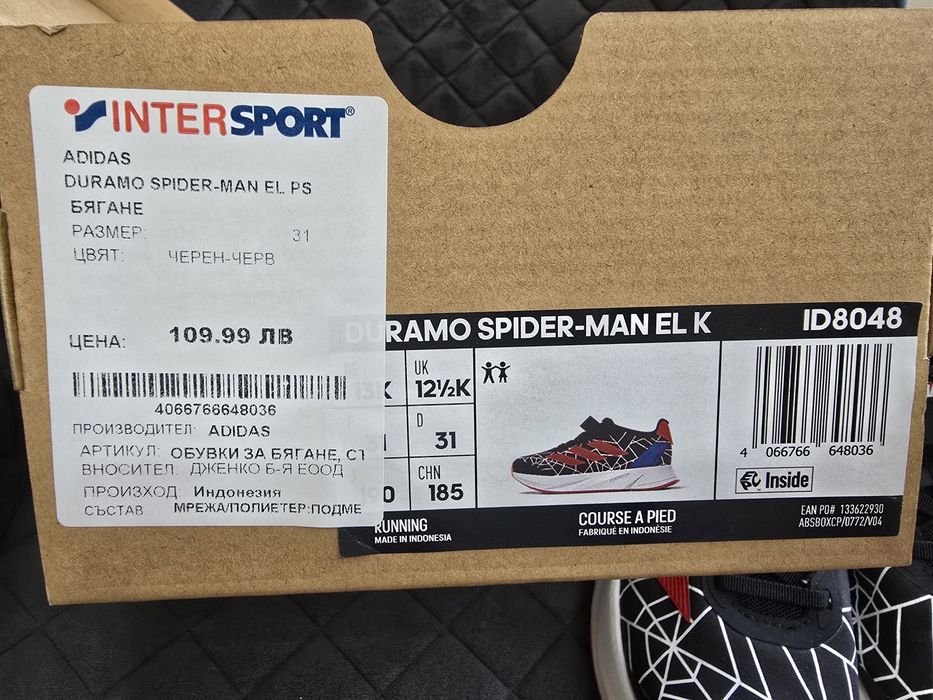 INTERSPORT®
ADIDAS
DURAMO SPIDER-MAN EL PS
БЯГАНЕ
РАЗМЕР: 31
ЦВЯТ: ЧЕРЕН-ЧЕРВ
ЦЕНА: 109.99 ЛВ
4066766648036
ПРОИЗВОДИТЕЛ: ADIDAS
АРТИКУЛ: ОБУВКИ ЗА БЯГАНЕ, СТ
ВНОСИТЕЛ: ДЖЕНКО Б-Я ЕООД
ПРОИЗХОД: Индонезия
СЪСТАВ МРЕЖА/ПОЛИЕТЕР:ПОДМЕ
DURAMO SPIDER-MAN EL K ID8048
UK
12½K
D
31
CHN
185
4 066766 648036
Inside
RUNNING
MADE IN INDONESIA
COURSE A PIED
FABRIQUÉ EN INDONÉSIE
EAN PO# 133622930
ABSBOXCP/0772/V04